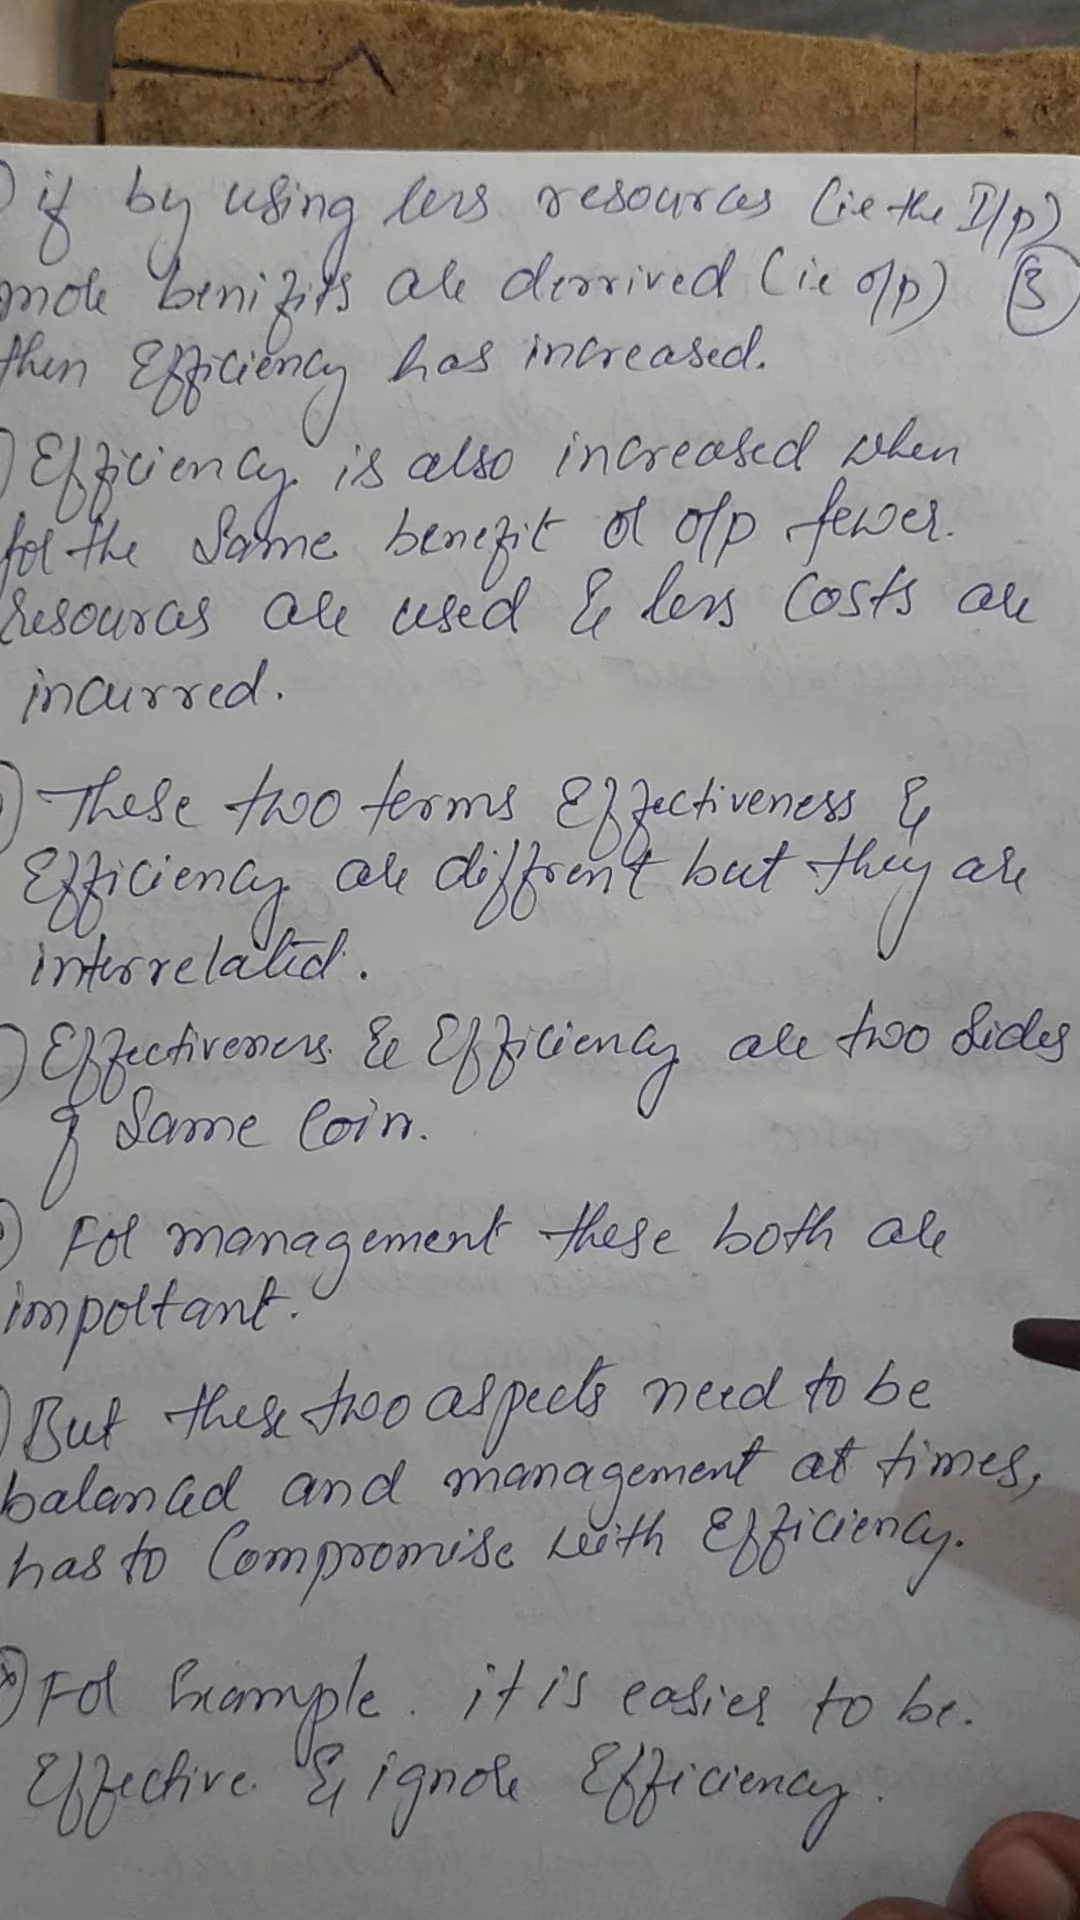 if by using less resources (i.e the I/p)
more benifits are derrived (i.e o/p) 3
then Efficiency has increased.
Efficiency is also increased when
for the same benefit or o/p fewer.
resources are used & less costs are
incurred.
These two terms Effectiveness &
Efficiency are diffrent but they are
interrelated.
Effectiveness & Efficiency are two sides
of same coin.
For management these both are
important.
But these two aspects need to be
balanced and management at times,
has to compromise with Efficiency.
For Example. it is easier to be.
Effective & ignore Efficiency.